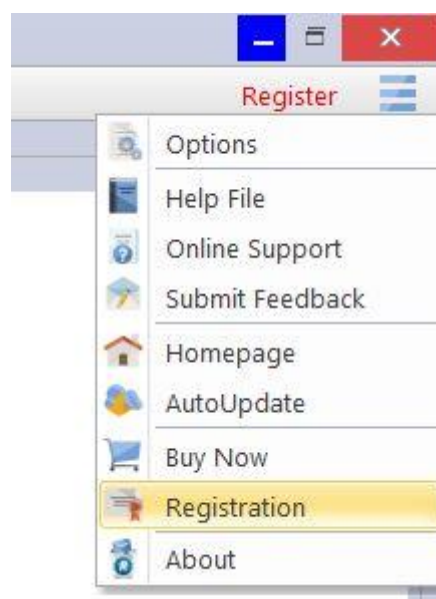 Register
Options
Help File
Online Support
Submit Feedback
Homepage
AutoUpdate
Buy Now
Registration
About